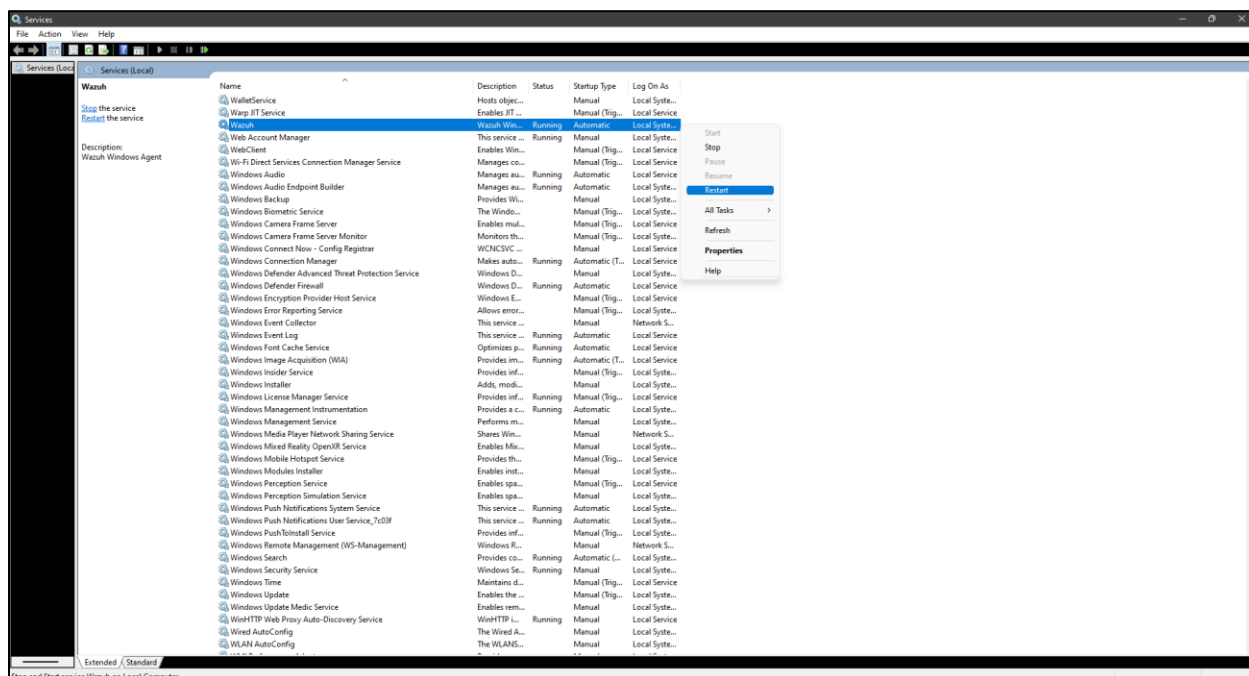 Services
File Action View Help
Services (Loca
Services (Local)
Wazuh
Stop the service
Restart the service
Description:
Wazuh Windows Agent
Name Description Status Startup Type Log On As
WalletService Hosts objec... Manual Local Syste...
Warp JIT Service Enables JIT ... Manual (Trig... Local Service
Wazuh Wazuh Win... Running Automatic Local Syste...
Web Account Manager This service ... Running Manual Local Syste...
WebClient Enables Win... Manual (Trig... Local Service
Wi-Fi Direct Services Connection Manager Service Manages co... Manual (Trig... Local Service
Windows Audio Manages au... Running Automatic Local Service
Windows Audio Endpoint Builder Manages au... Running Automatic Local Syste...
Windows Backup Provides Wi... Manual Local Syste...
Windows Biometric Service The Windo... Manual (Trig... Local Syste...
Windows Camera Frame Server Enables mul... Manual (Trig... Local Service
Windows Camera Frame Server Monitor Monitors th... Manual (Trig... Local Syste...
Windows Connect Now - Config Registrar WCNCSVC ... Manual Local Service
Windows Connection Manager Makes auto... Running Automatic (T... Local Service
Windows Defender Advanced Threat Protection Service Windows D... Manual Local Syste...
Windows Defender Firewall Windows D... Running Automatic Local Service
Windows Encryption Provider Host Service Windows E... Manual (Trig... Local Service
Windows Error Reporting Service Allows error... Manual (Trig... Local Syste...
Windows Event Collector This service ... Manual Network S...
Windows Event Log This service ... Running Automatic Local Service
Windows Font Cache Service Optimizes p... Running Automatic Local Service
Windows Image Acquisition (WIA) Provides im... Running Automatic (T... Local Service
Windows Insider Service Provides inf... Manual (Trig... Local Syste...
Windows Installer Adds, modi... Manual Local Syste...
Windows License Manager Service Provides inf... Running Manual (Trig... Local Service
Windows Management Instrumentation Provides a c... Running Automatic Local Syste...
Windows Management Service Performs m... Manual Local Syste...
Windows Media Player Network Sharing Service Shares Win... Manual Network S...
Windows Mixed Reality OpenXR Service Enables Mix... Manual Local Syste...
Windows Mobile Hotspot Service Provides th... Manual (Trig... Local Service
Windows Modules Installer Enables inst... Manual Local Syste...
Windows Perception Service Enables spa... Manual (Trig... Local Service
Windows Perception Simulation Service Enables spa... Manual Local Syste...
Windows Push Notifications System Service This service ... Running Automatic Local Syste...
Windows Push Notifications User Service_7c03f This service ... Running Automatic Local Syste...
Windows PushToInstall Service Provides inf... Manual (Trig... Local Syste...
Windows Remote Management (WS-Management) Windows R... Manual Network S...
Windows Search Provides co... Running Automatic (... Local Syste...
Windows Security Service Windows Se... Running Manual Local Syste...
Windows Time Maintains d... Manual (Trig... Local Service
Windows Update Enables the ... Manual (Trig... Local Syste...
Windows Update Medic Service Enables rem... Manual Local Syste...
WinHTTP Web Proxy Auto-Discovery Service WinHTTP i... Running Manual Local Service
Wired AutoConfig The Wired A... Manual Local Syste...
WLAN AutoConfig The WLANS... Manual Local Syste...
Start
Stop
Pause
Resume
Restart
All Tasks
Refresh
Properties
Help
Extended Standard